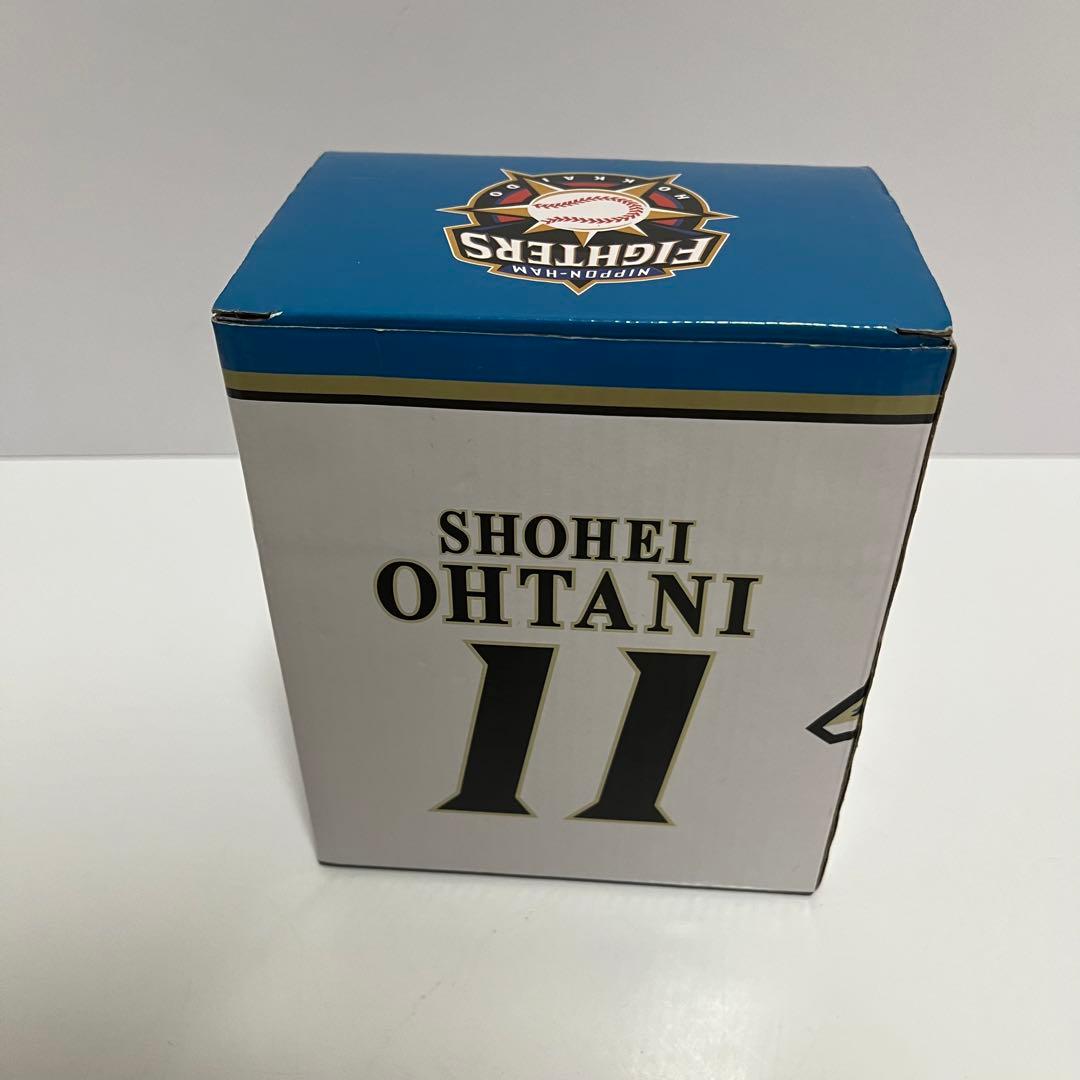 HOKKAIDO
FIGHTERS
NIPPON-HAM
SHOHEI
OHTANI
11